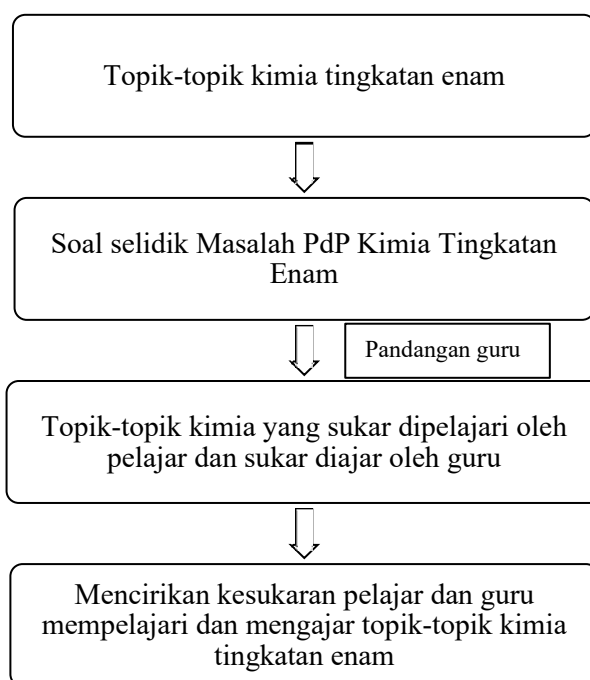 Topik-topik kimia tingkatan enam
Soal selidik Masalah PdP Kimia Tingkatan
Enam
Pandangan guru
Topik-topik kimia yang sukar dipelajari oleh
pelajar dan sukar diajar oleh guru
Mencirikan kesukaran pelajar dan guru
mempelajari dan mengajar topik-topik kimia
tingkatan enam